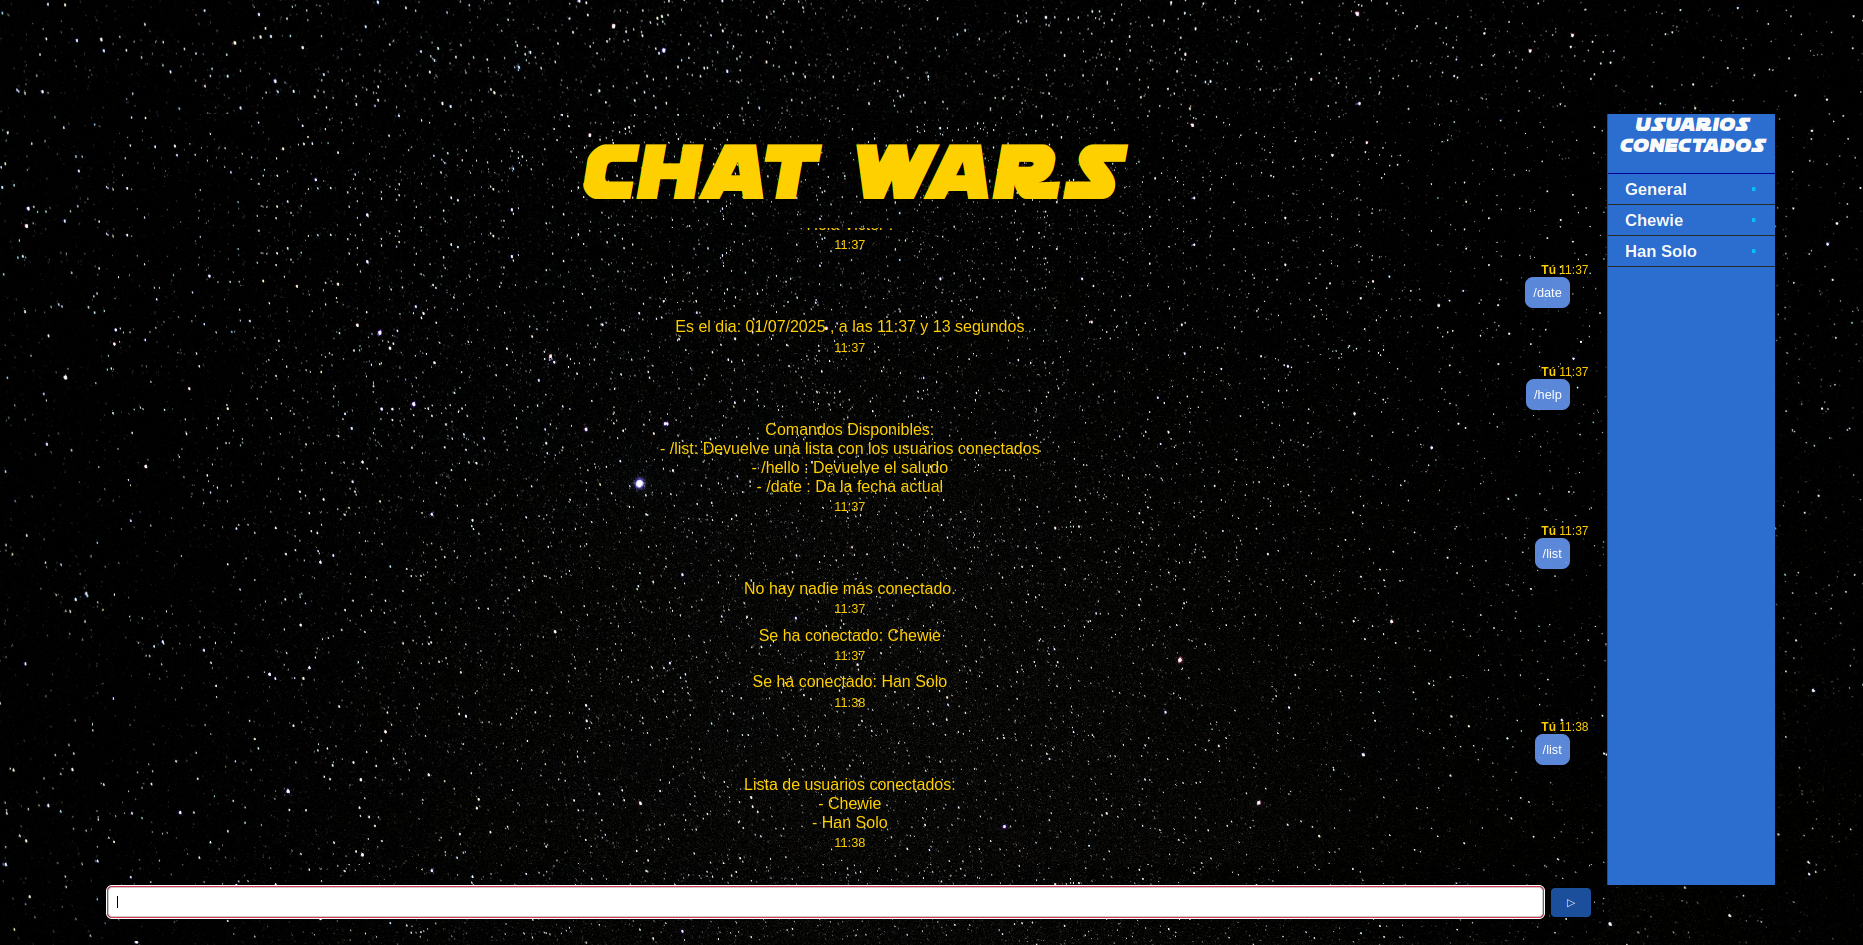 CHAT WARS
11:37
Tú 11:37
/date
Es el dia: 01/07/2025 , a las 11:37 y 13 segundos
11:37
Tú 11:37
/help
Comandos Disponibles:
- /list: Devuelve una lista con los usuarios conectados
- /hello : Devuelve el saludo
- /date : Da la fecha actual
11:37
Tú 11:37
/list
No hay nadie más conectado.
11:37
Se ha conectado: Chewie
11:37
Se ha conectado: Han Solo
11:38
Tú 11:38
/list
Lista de usuarios conectados:
- Chewie
- Han Solo
11:38
USUARIOS
CONECTADOS
General
Chewie
Han Solo